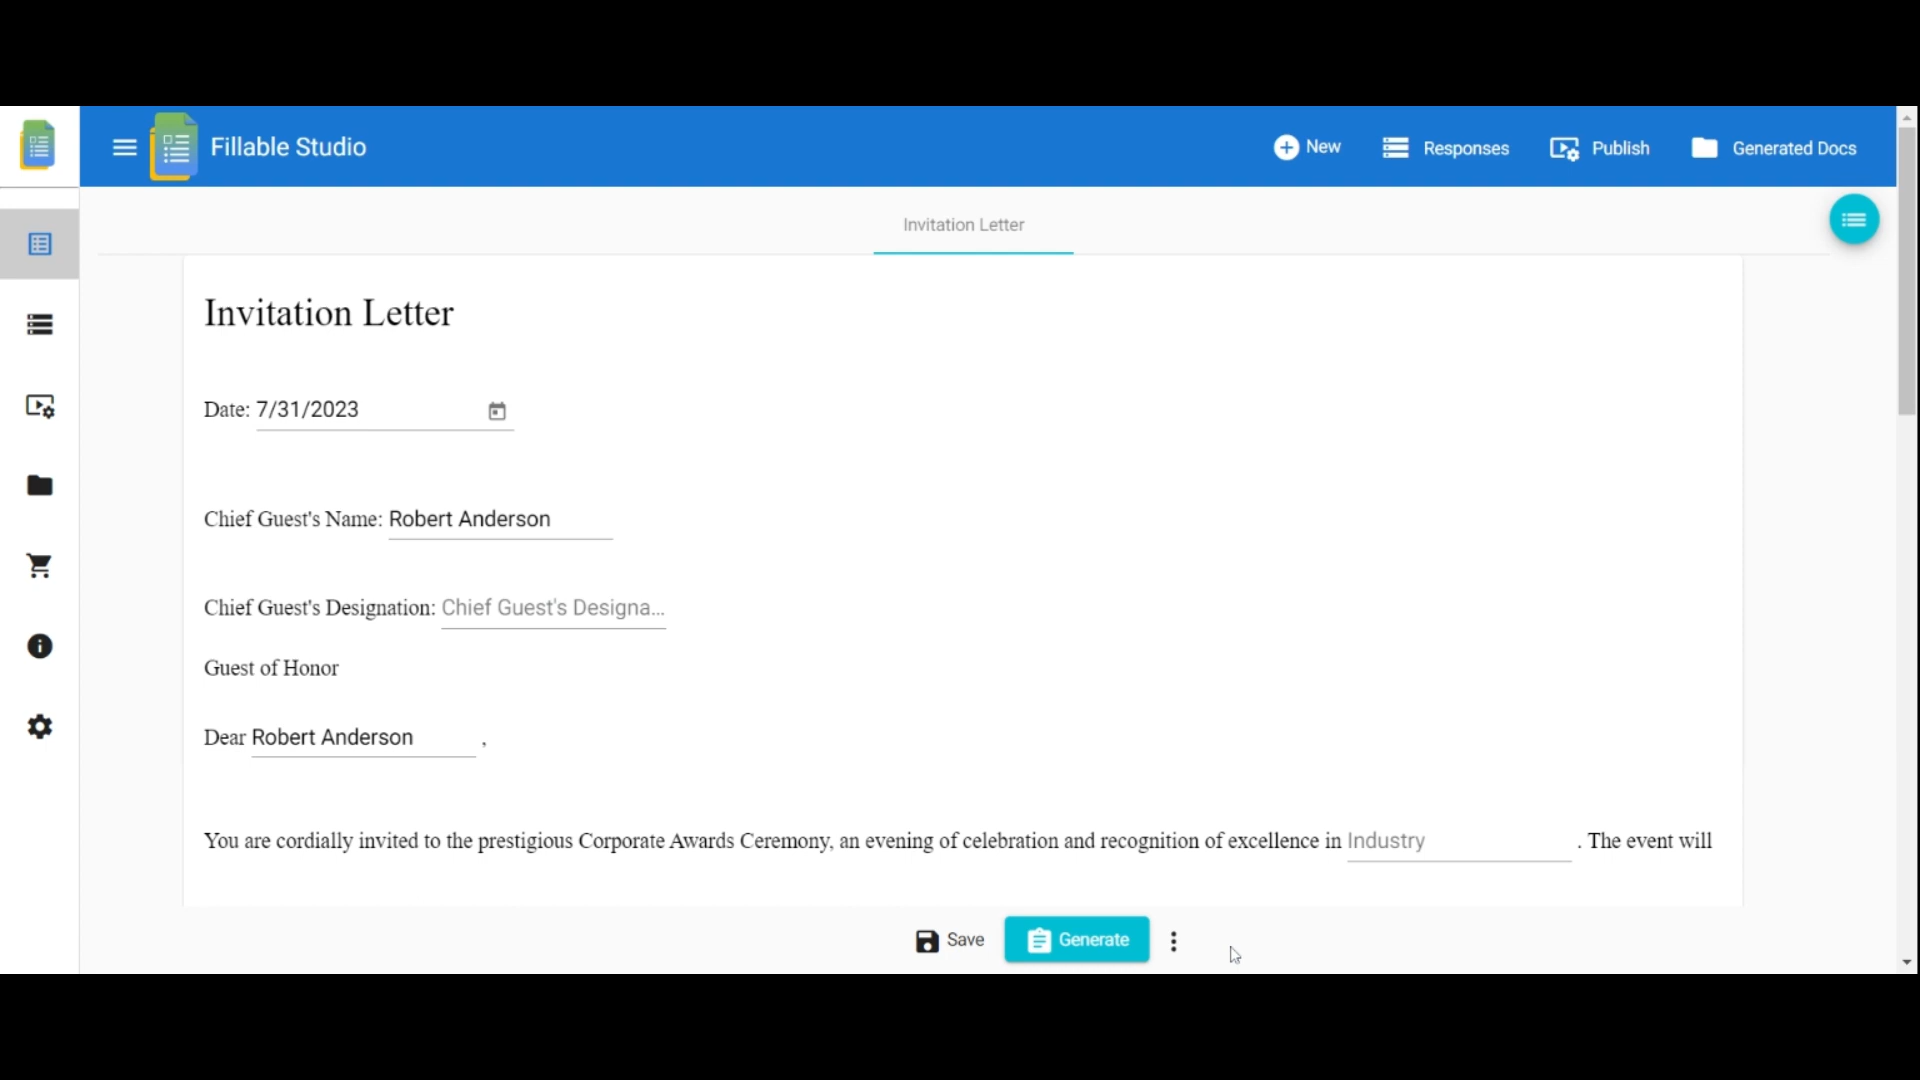 Fillable Studio New Responses Publish Generated Docs
Invitation Letter
Invitation Letter
Date: 7/31/2023
Chief Guest's Name: Robert Anderson
Chief Guest's Designation: Chief Guest's Designa...
Guest of Honor
Dear Robert Anderson ,
You are cordially invited to the prestigious Corporate Awards Ceremony, an evening of celebration and recognition of excellence in Industry . The event will
Save Generate